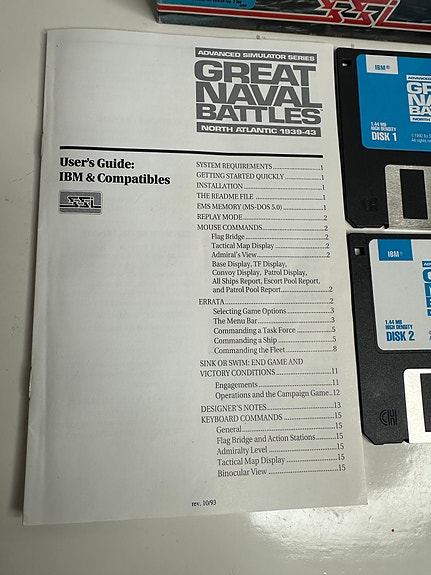 SSI
ADVANCED SIMULATOR SERIES
GREAT
NAVAL
BATTLES
NORTH ATLANTIC 1939-43
User's Guide:
IBM & Compatibles
SSI
SYSTEM REQUIREMENTS 1
GETTING STARTED QUICKLY 1
INSTALLATION 1
THE README FILE 1
EMS MEMORY (MS-DOS 5.0) 1
REPLAY MODE 2
MOUSE COMMANDS 2
Flag Bridge 2
Tactical Map Display 2
Admiral's View 2
Base Display, TF Display,
Convoy Display, Patrol Display,
All Ships Report, Escort Pool Report,
and Patrol Pool Report 2
ERRATA 2
Selecting Game Options 3
The Menu Bar 3
Commanding a Task Force 5
Commanding a Ship 5
Commanding the Fleet 8
SINK OR SWIM: END GAME AND
VICTORY CONDITIONS 11
Engagements 11
Operations and the Campaign Game 12
DESIGNER'S NOTES 13
KEYBOARD COMMANDS 15
General 15
Flag Bridge and Action Stations 15
Admiralty Level 15
Tactical Map Display 15
Binocular View 15
rev. 10/93
IBM®
ADVANCED
GR
NA
BA
NORTH
1.44 MB
HIGH DENSITY
DISK 1
IBM®
1.44 MB
HIGH DENSITY
DISK 2